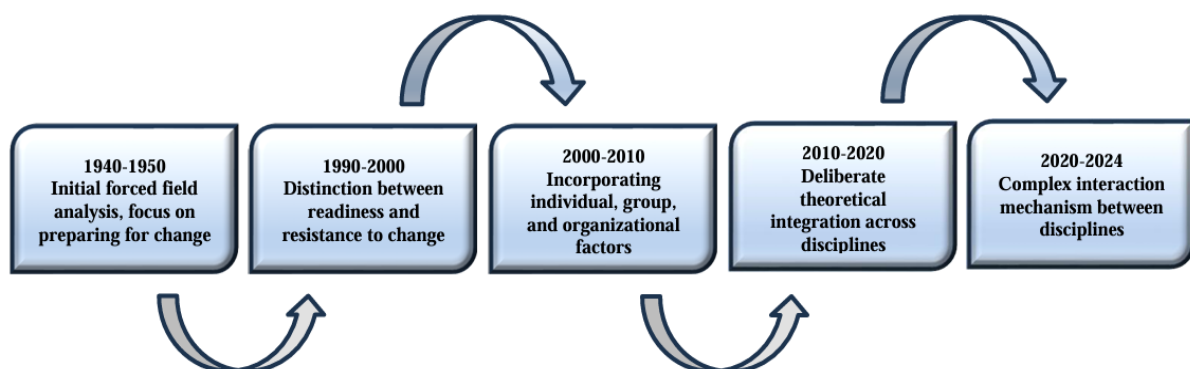 1940-1950
Initial forced field
analysis, focus on
preparing for change
1990-2000
Distinction between
readiness and
resistance to change
2000-2010
Incorporating
individual, group,
and organizational
factors
2010-2020
Deliberate
theoretical
integration across
disciplines
2020-2024
Complex interaction
mechanism between
disciplines